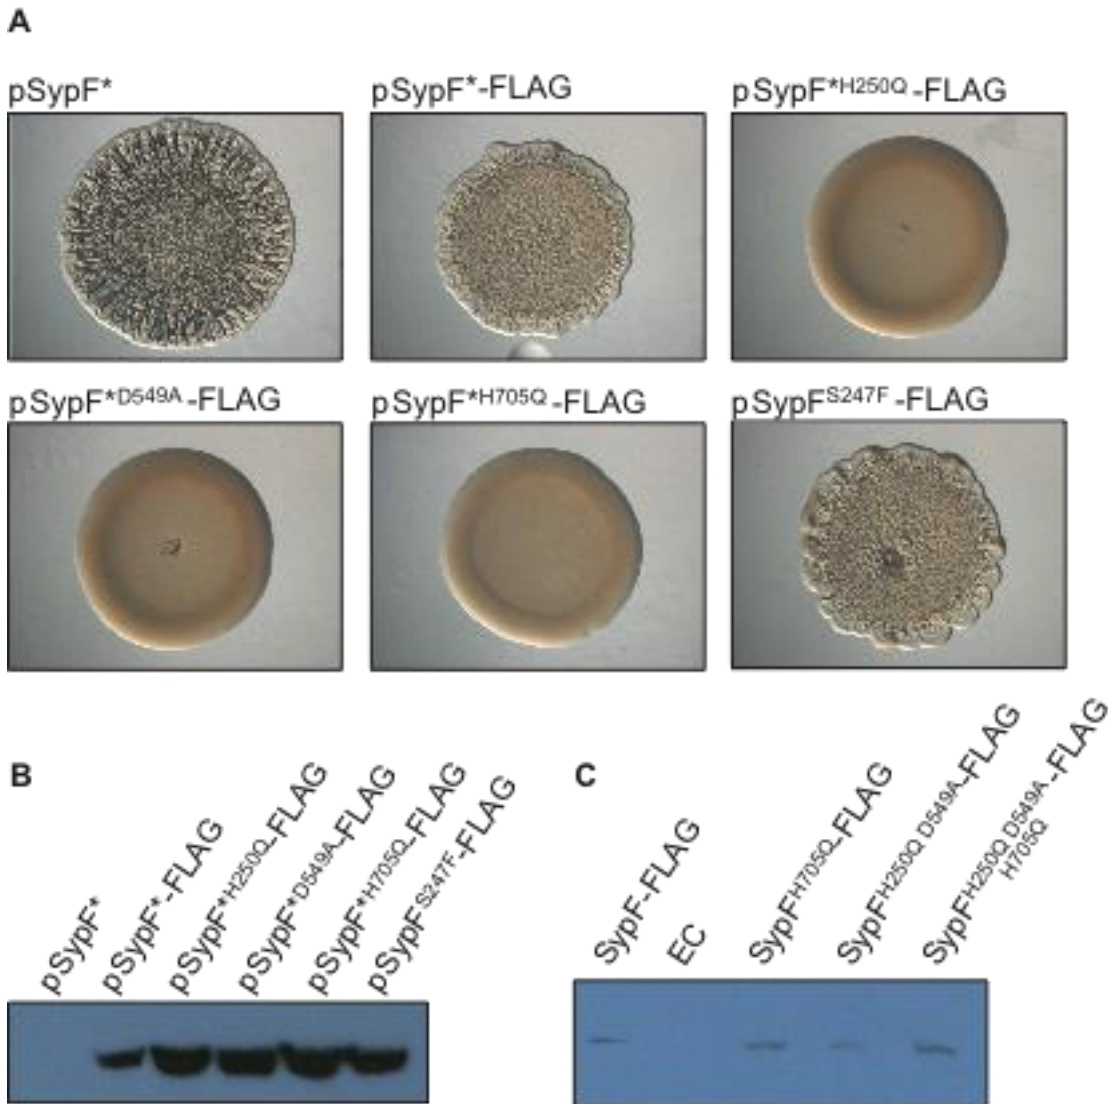 A
pSypF* pSypF*-FLAG pSypF*H250Q-FLAG
pSypF*D549A-FLAG pSypF*H705Q-FLAG pSypFS247F-FLAG
B
pSypF*
pSypF*-FLAG
pSypF*H250Q-FLAG
pSypF*D549A-FLAG
pSypF*H705Q-FLAG
pSypFS247F-FLAG
C
SypF-FLAG
EC
SypFH705Q-FLAG
SypFH250Q D549A-FLAG
SypFH250Q D549A-FLAG
H705Q